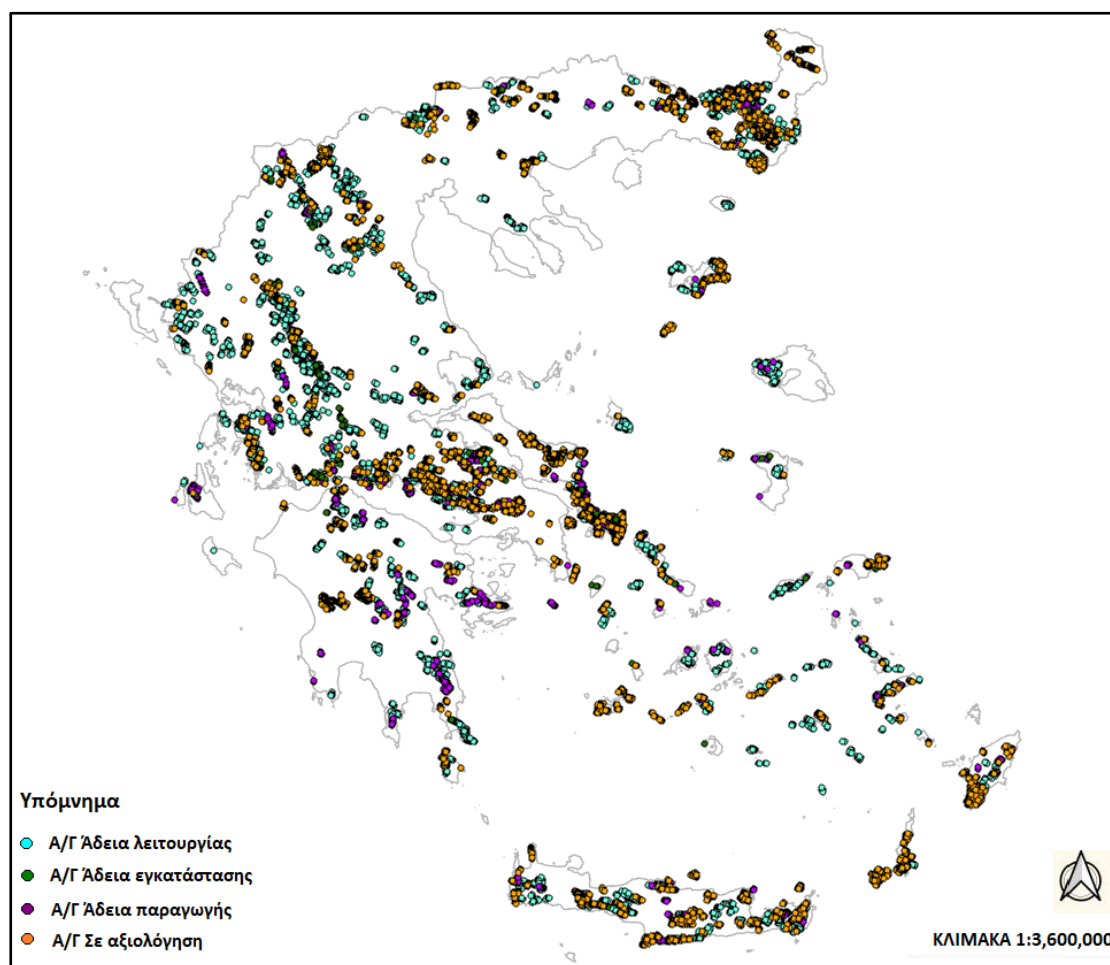 Υπόμνημα
Α/Γ Άδεια λειτουργίας
Α/Γ Άδεια εγκατάστασης
Α/Γ Άδεια παραγωγής
Α/Γ Σε αξιολόγηση
ΚΛΙΜΑΚΑ 1:3,600,000